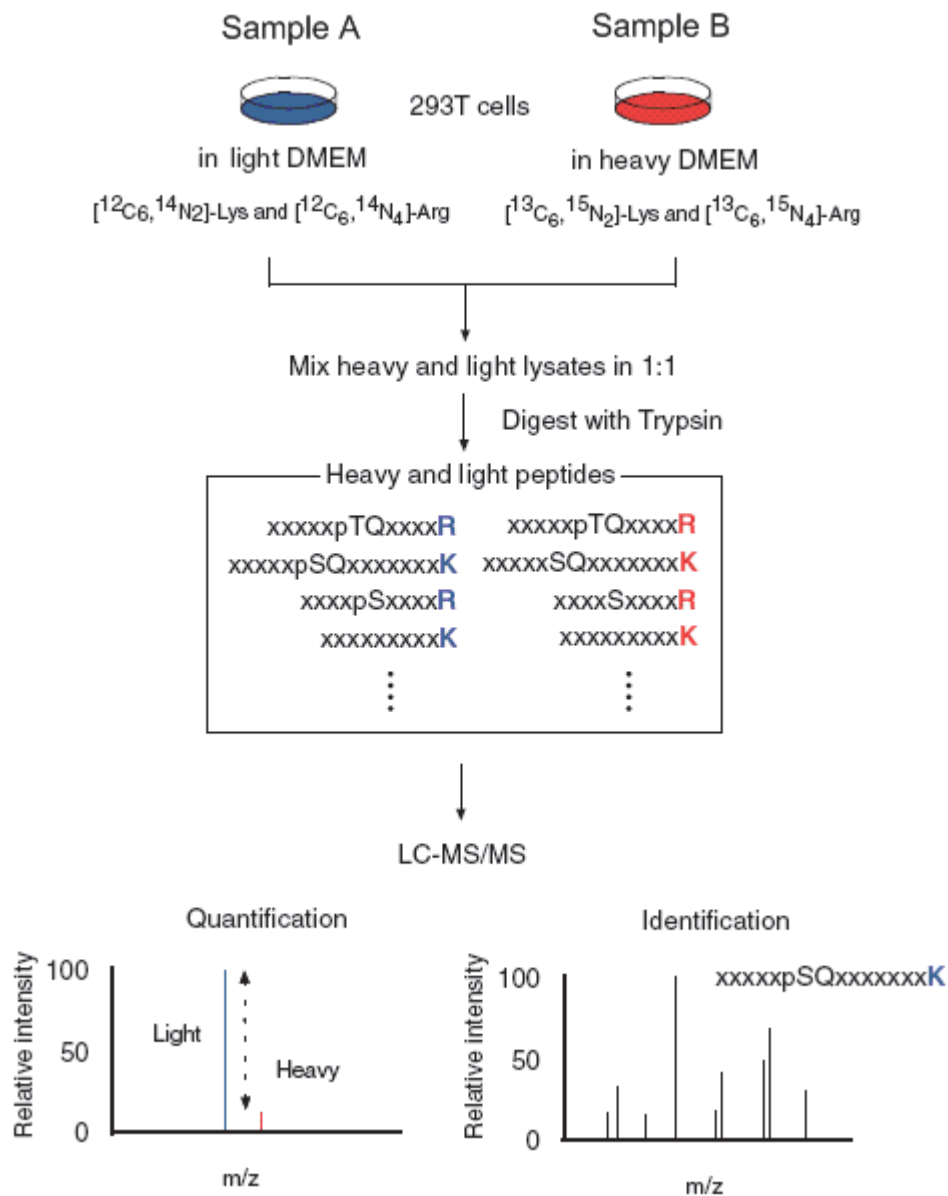 Sample A
Sample B
293T cells
in light DMEM
in heavy DMEM
[¹²C₆,¹⁴N2]-Lys and [¹²C₆,¹⁴N₄]-Arg
[¹³C₆,¹⁵N₂]-Lys and [¹³C₆,¹⁵N₄]-Arg
Mix heavy and light lysates in 1:1
Digest with Trypsin
Heavy and light peptides
xxxxxpTQxxxxR
xxxxxpTQxxxxR
xxxxxpSQxxxxxxxK
xxxxxSQxxxxxxxK
xxxxpSxxxxR
xxxxSxxxxR
xxxxxxxxxK
xxxxxxxxxK
LC-MS/MS
Quantification
Relative intensity
100
50
0
Light
Heavy
m/z
Identification
xxxxxpSQxxxxxxxK
Relative intensity
100
50
0
m/z